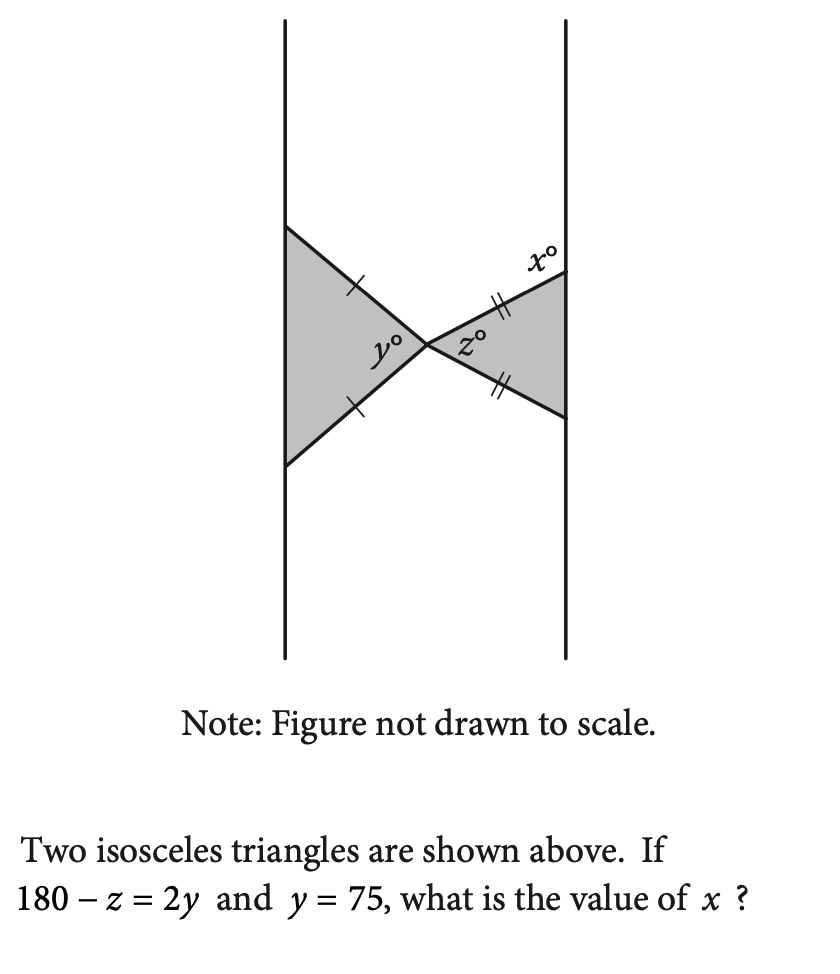 x°
y°
z°
Note: Figure not drawn to scale.
Two isosceles triangles are shown above. If
180 − z = 2y and y = 75, what is the value of x ?